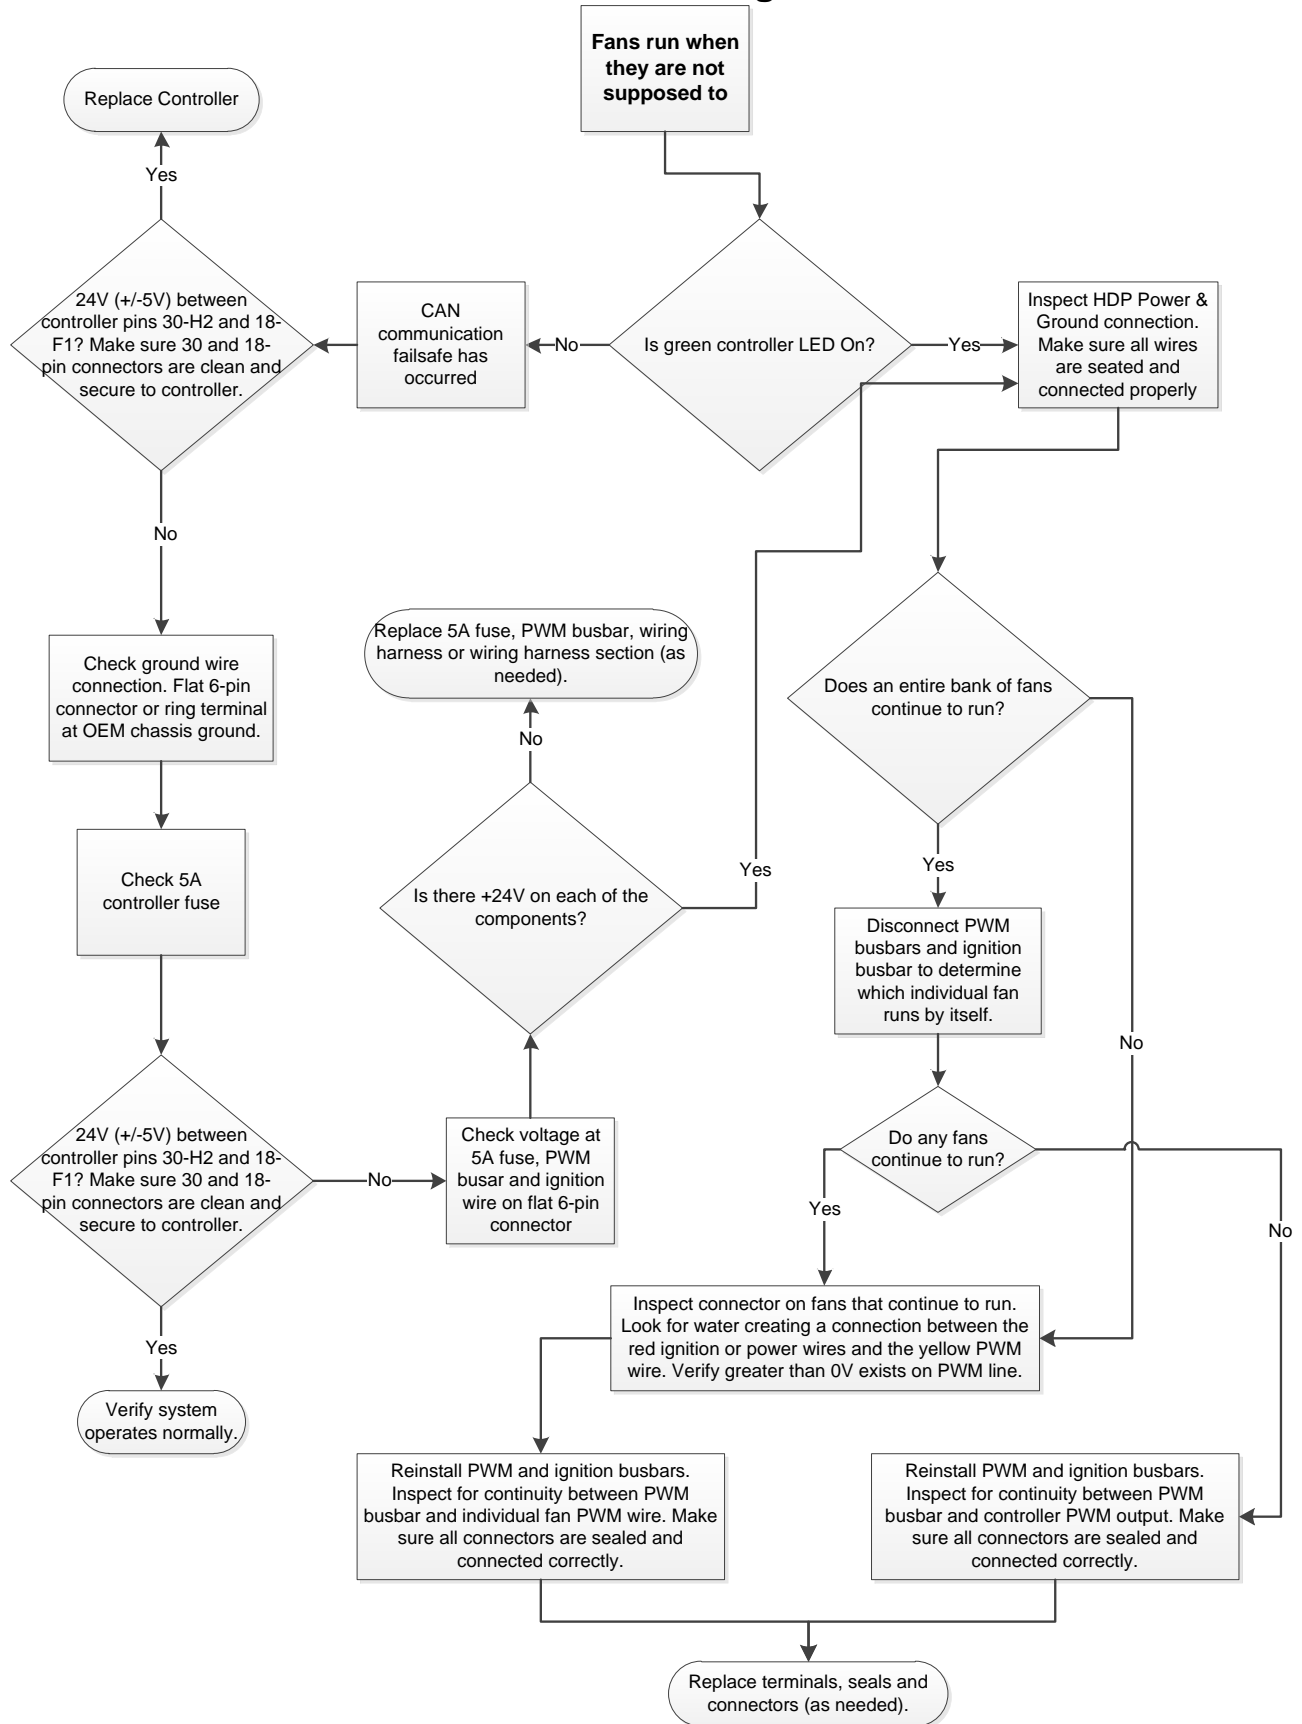 Fans run when
they are not
supposed to
Replace Controller
Yes
24V (+/-5V) between
controller pins 30-H2 and 18-
F1? Make sure 30 and 18-
pin connectors are clean and
secure to controller.
CAN
communication
failsafe has
occurred
No
Is green controller LED On?
Yes
Inspect HDP Power &
Ground connection.
Make sure all wires
are seated and
connected properly
No
Check ground wire
connection. Flat 6-pin
connector or ring terminal
at OEM chassis ground.
Replace 5A fuse, PWM busbar, wiring
harness or wiring harness section (as
needed).
No
Does an entire bank of fans
continue to run?
Check 5A
controller fuse
Is there +24V on each of the
components?
Yes
Yes
Disconnect PWM
busbars and ignition
busbar to determine
which individual fan
runs by itself.
No
24V (+/-5V) between
controller pins 30-H2 and 18-
F1? Make sure 30 and 18-
pin connectors are clean and
secure to controller.
No
Check voltage at
5A fuse, PWM
busar and ignition
wire on flat 6-pin
connector
Do any fans
continue to run?
Yes
No
Inspect connector on fans that continue to run.
Look for water creating a connection between the
red ignition or power wires and the yellow PWM
wire. Verify greater than 0V exists on PWM line.
Yes
Verify system
operates normally.
Reinstall PWM and ignition busbars.
Inspect for continuity between PWM
busbar and individual fan PWM wire. Make
sure all connectors are sealed and
connected correctly.
Reinstall PWM and ignition busbars.
Inspect for continuity between PWM
busbar and controller PWM output. Make
sure all connectors are sealed and
connected correctly.
Replace terminals, seals and
connectors (as needed).